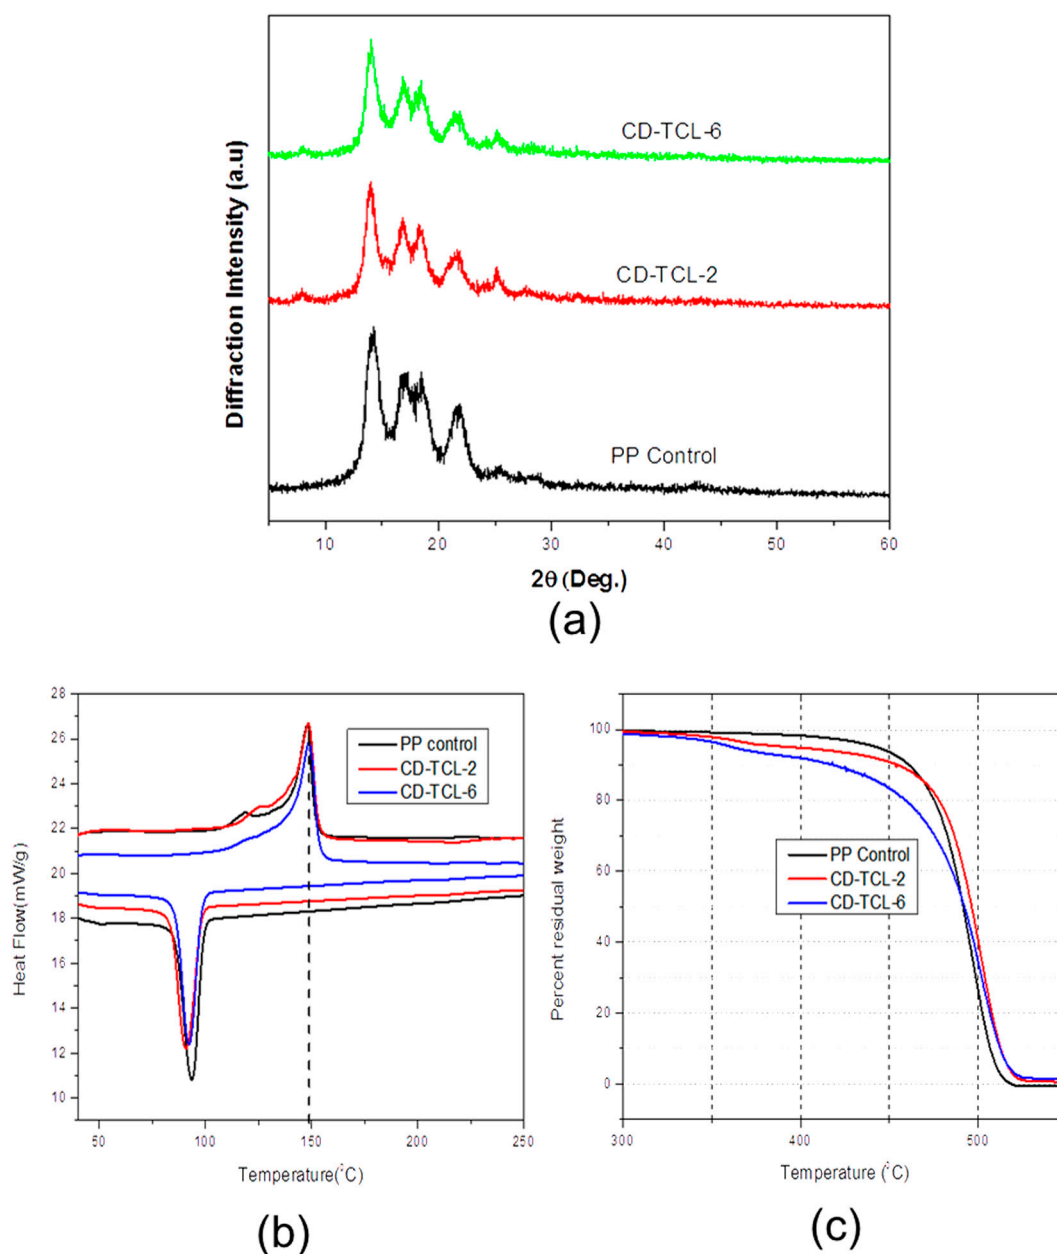 CD-TCL-6
CD-TCL-2
PP Control
Diffraction Intensity (a.u)
10 20 30 40 50 60
2θ (Deg.)
(a)
28
26
24
22
20
18
16
14
12
10
Heat Flow(mW/g)
PP control
CD-TCL-2
CD-TCL-6
50 100 150 200 250
Temperature(°C)
(b)
100
80
60
40
20
0
Percent residual weight
PP Control
CD-TCL-2
CD-TCL-6
300 400 500
Temperature (°C)
(c)